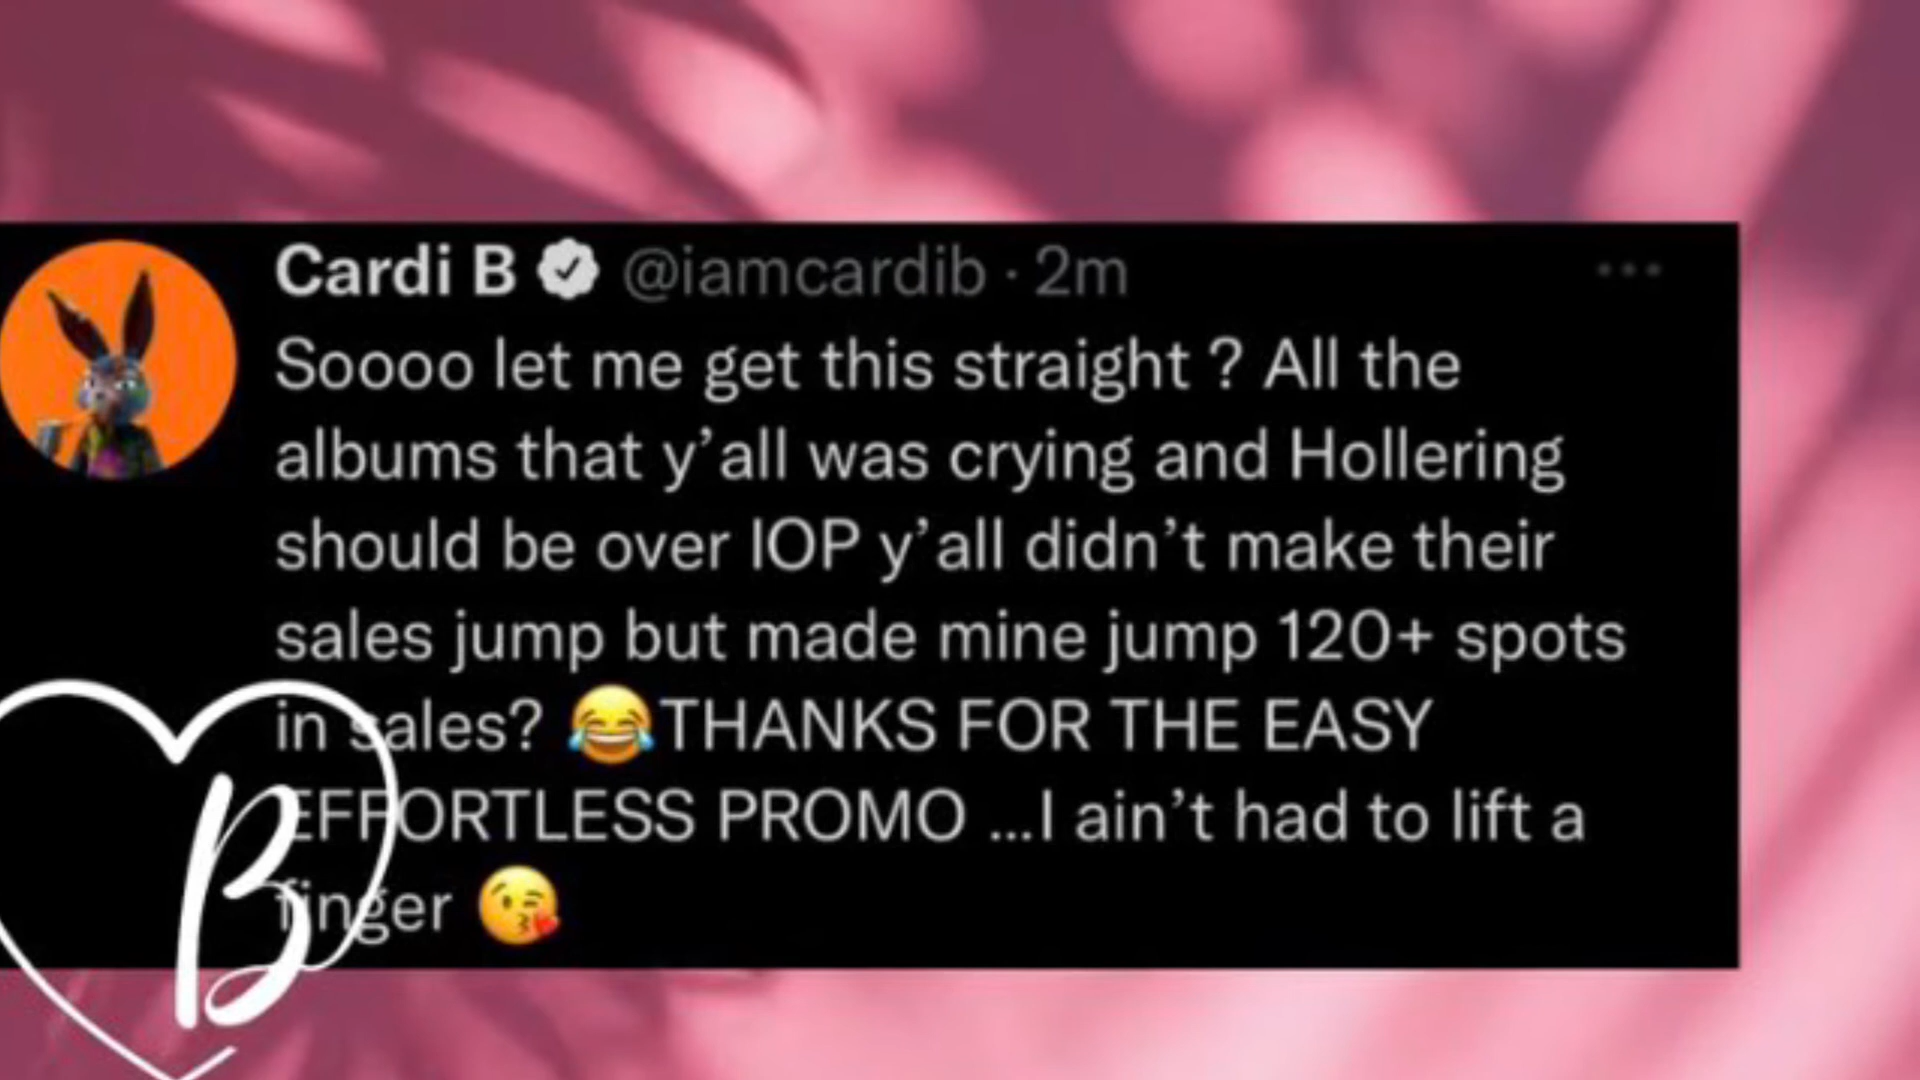 Cardi B @iamcardib · 2m
Soooo let me get this straight ? All the
albums that y’all was crying and Hollering
should be over IOP y’all didn’t make their
sales jump but made mine jump 120+ spots
in sales? 😂THANKS FOR THE EASY
EFFORTLESS PROMO ...I ain’t had to lift a
finger 😘
B